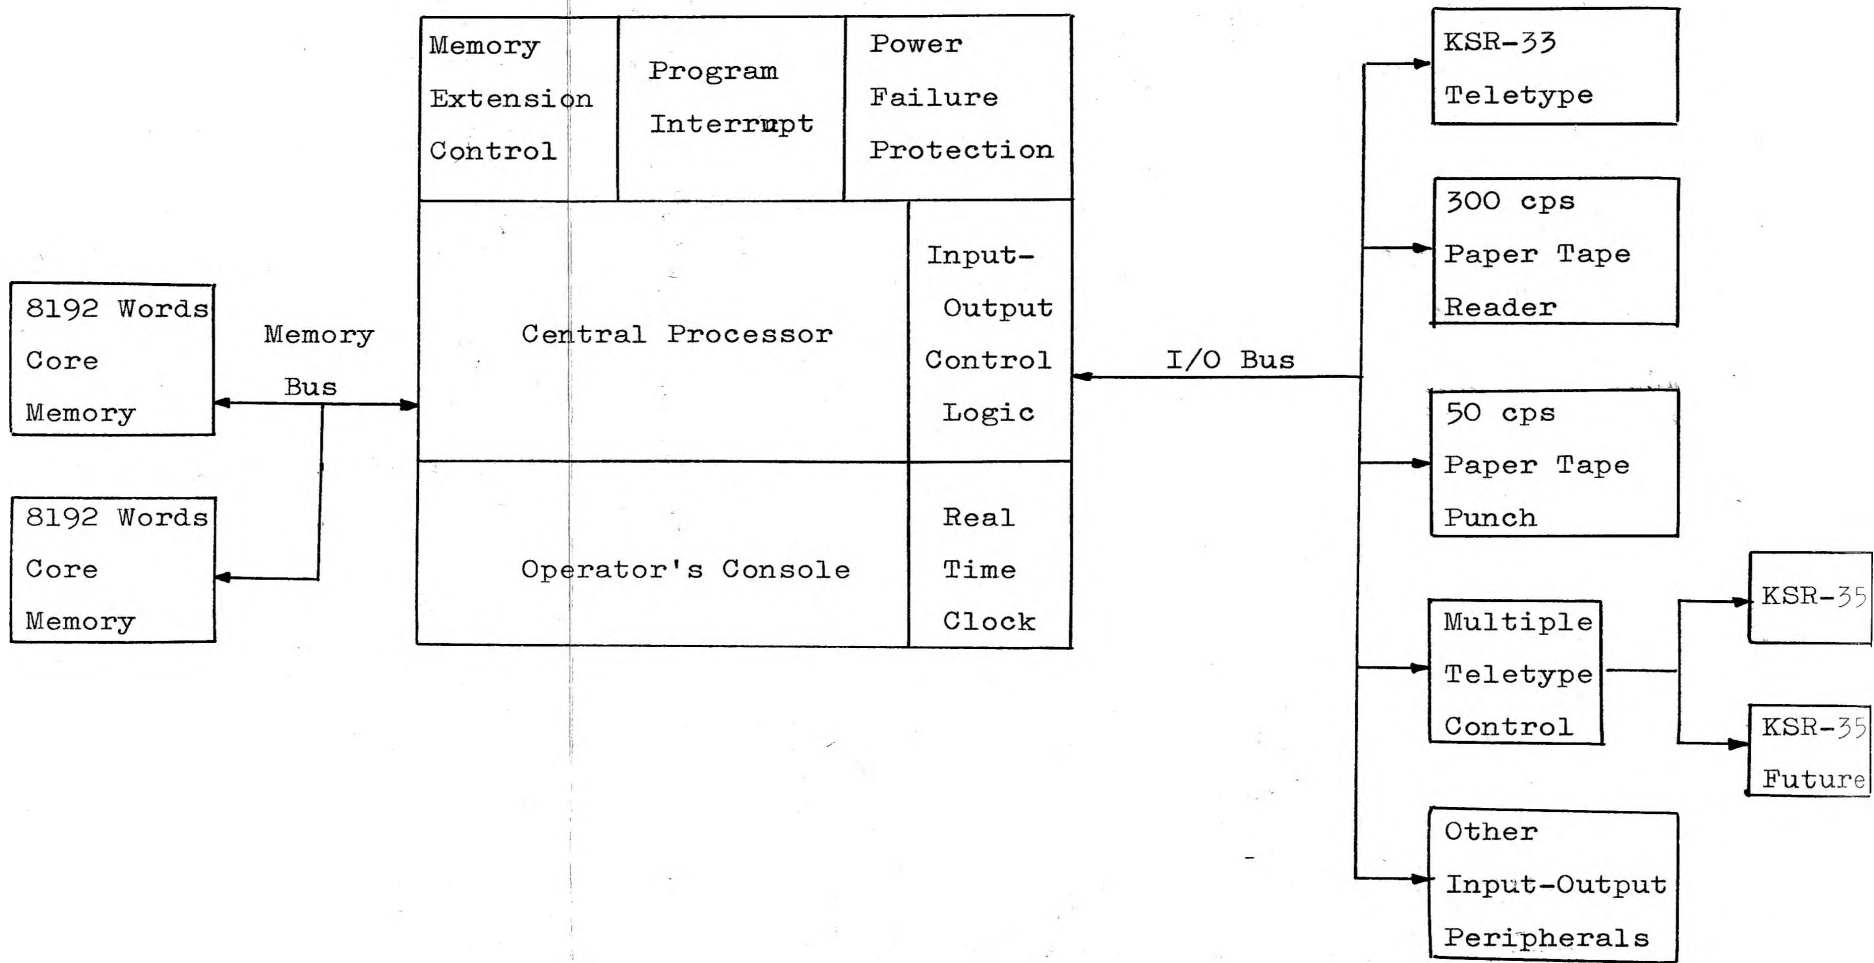 Memory
Extension
Control
Program
Interrupt
Power
Failure
Protection
Central Processor
Input-
Output
Control
Logic
Operator's Console
Real
Time
Clock
8192 Words
Core
Memory
8192 Words
Core
Memory
Memory
Bus
I/O Bus
KSR-33
Teletype
300 cps
Paper Tape
Reader
50 cps
Paper Tape
Punch
Multiple
Teletype
Control
KSR-35
KSR-35
Future
Other
Input-Output
Peripherals